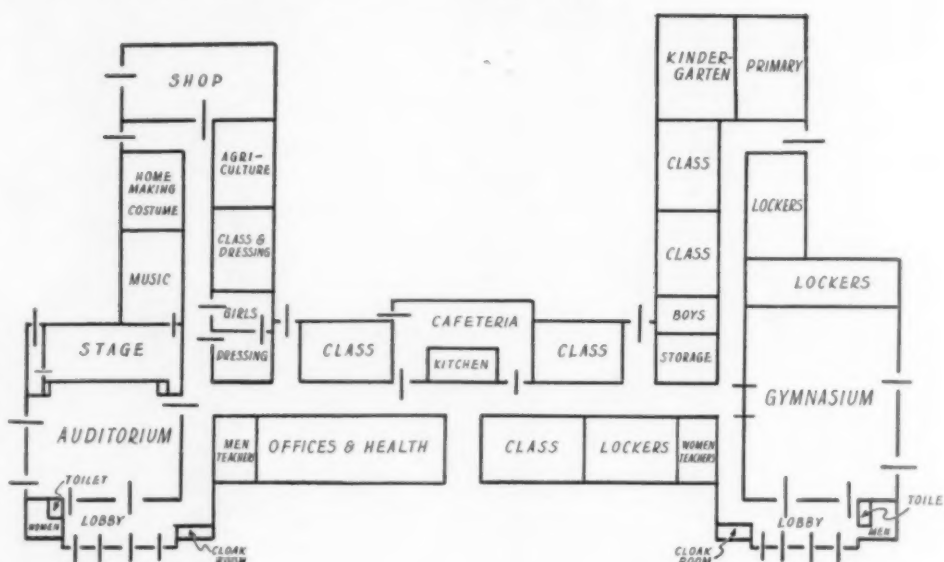 SHOP
KINDER-
GARTEN
PRIMARY
AGRI-
CULTURE
HOME
MAKING
COSTUME
CLASS
LOCKERS
CLASS &
DRESSING
MUSIC
CLASS
LOCKERS
GIRLS
CAFETERIA
BOYS
STAGE
DRESSING
CLASS
KITCHEN
CLASS
STORAGE
GYMNASIUM
AUDITORIUM
MEN
TEACHERS
OFFICES & HEALTH
CLASS
LOCKERS
WOMEN
TEACHERS
TOILET
WOMEN
LOBBY
CLOAK
ROOM
CLOAK
ROOM
LOBBY
TOILE
MEN